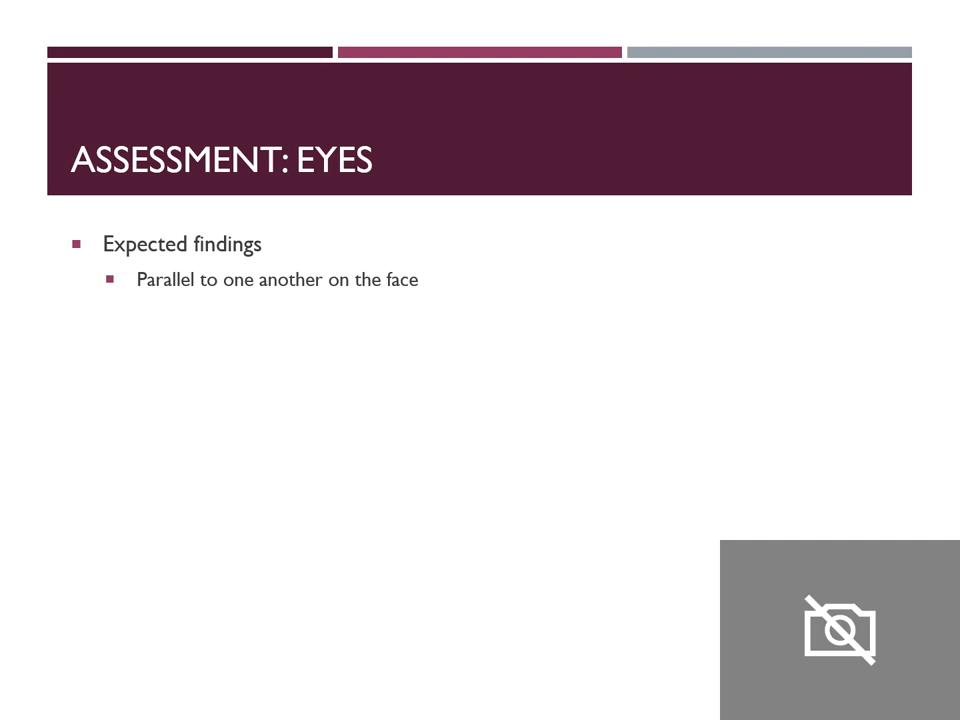 ASSESSMENT: EYES
Expected findings
Parallel to one another on the face